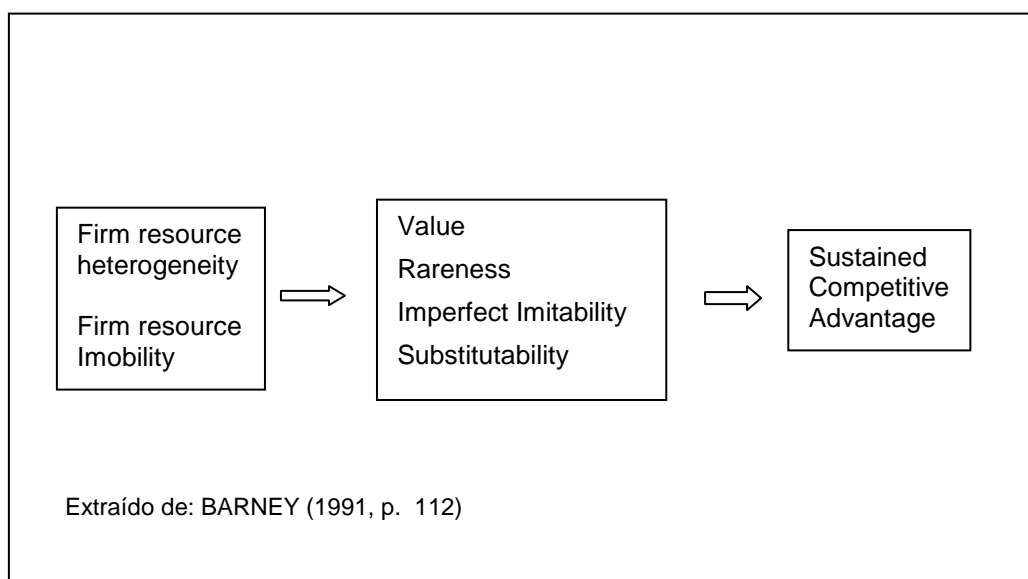 Firm resource
heterogeneity
Firm resource
Imobility
Value
Rareness
Imperfect Imitability
Substitutability
Sustained
Competitive
Advantage
Extraído de: BARNEY (1991, p. 112)